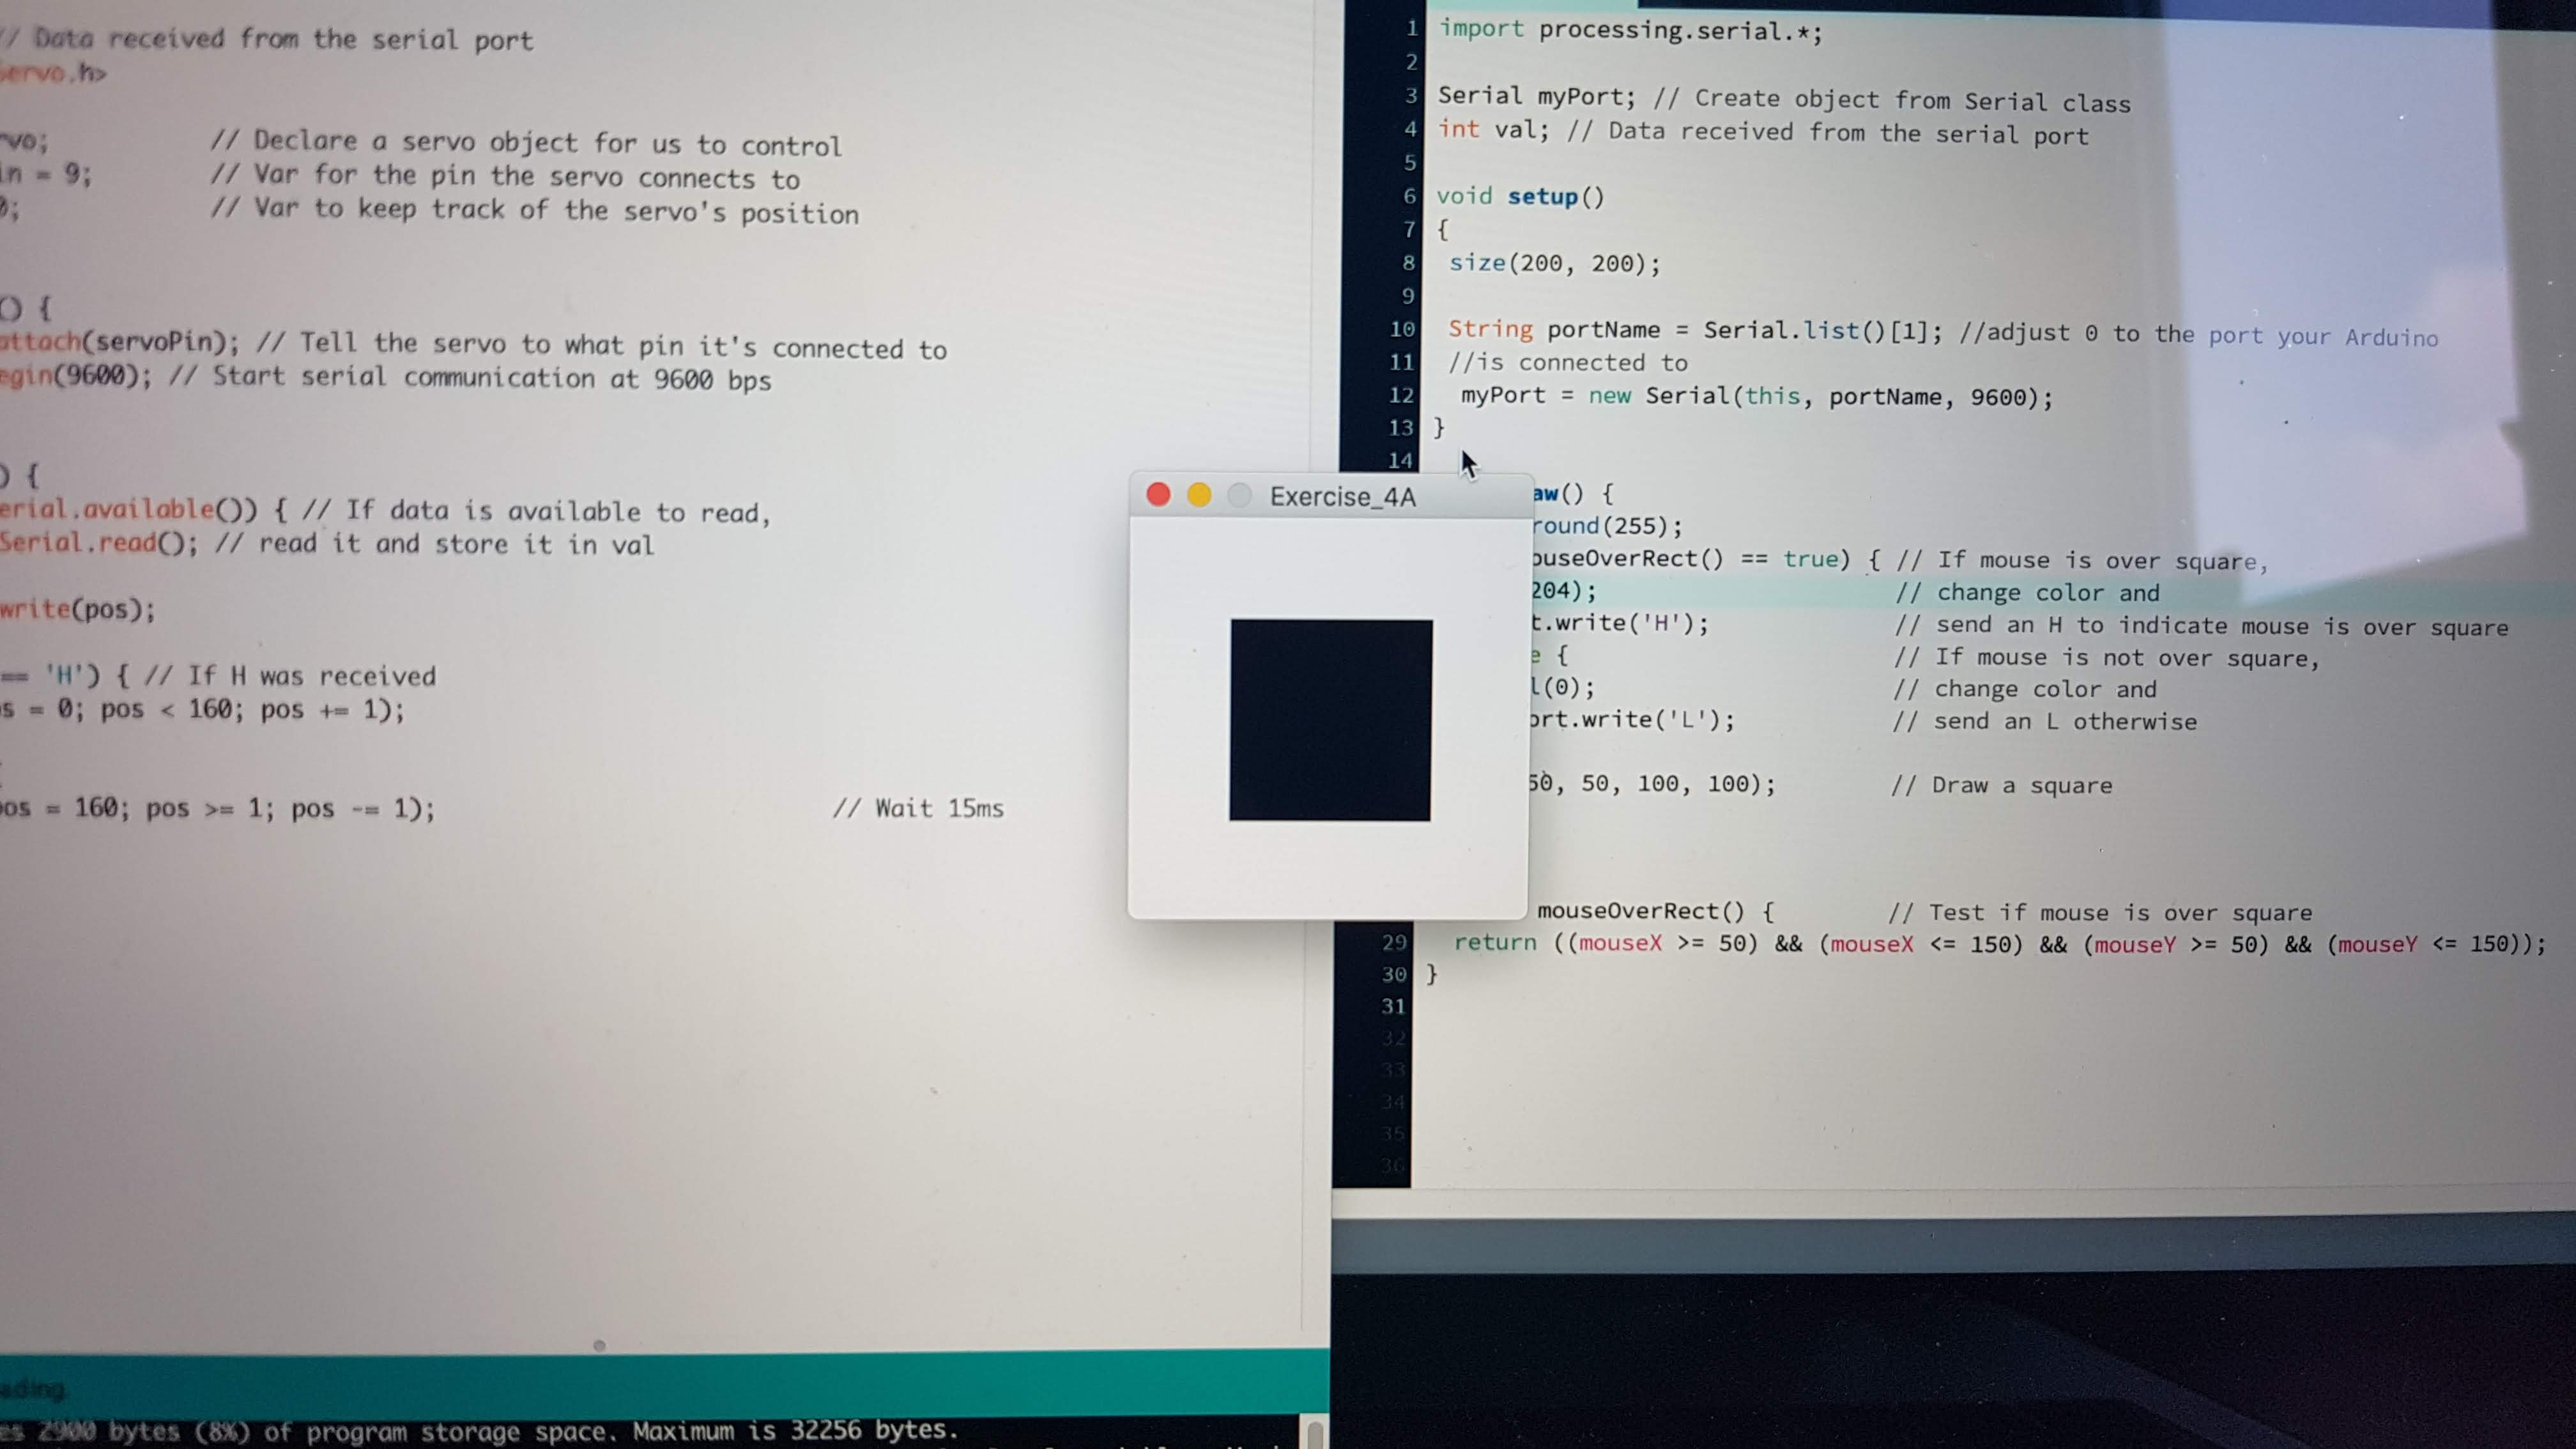 // Data received from the serial port
Servo.h>
rvo; // Declare a servo object for us to control
in = 9; // Var for the pin the servo connects to
0; // Var to keep track of the servo's position
() {
attach(servoPin); // Tell the servo to what pin it's connected to
egin(9600); // Start serial communication at 9600 bps
) {
erial.available()) { // If data is available to read,
Serial.read(); // read it and store it in val
write(pos);
== 'H') { // If H was received
s = 0; pos < 160; pos += 1);
{
pos = 160; pos >= 1; pos -= 1); // Wait 15ms
ading.
es 2900 bytes (8%) of program storage space. Maximum is 32256 bytes.
Exercise_4A
1 import processing.serial.*;
2
3 Serial myPort; // Create object from Serial class
4 int val; // Data received from the serial port
5
6 void setup()
7 {
8 size(200, 200);
9
10 String portName = Serial.list()[1]; //adjust 0 to the port your Arduino
11 //is connected to
12 myPort = new Serial(this, portName, 9600);
13 }
14
aw() {
round(255);
ouseOverRect() == true) { // If mouse is over square,
204); // change color and
t.write('H'); // send an H to indicate mouse is over square
e { // If mouse is not over square,
l(0); // change color and
ort.write('L'); // send an L otherwise
50, 50, 100, 100); // Draw a square
mouseOverRect() { // Test if mouse is over square
29 return ((mouseX >= 50) && (mouseX <= 150) && (mouseY >= 50) && (mouseY <= 150));
30 }
31
32
33
34
35
36